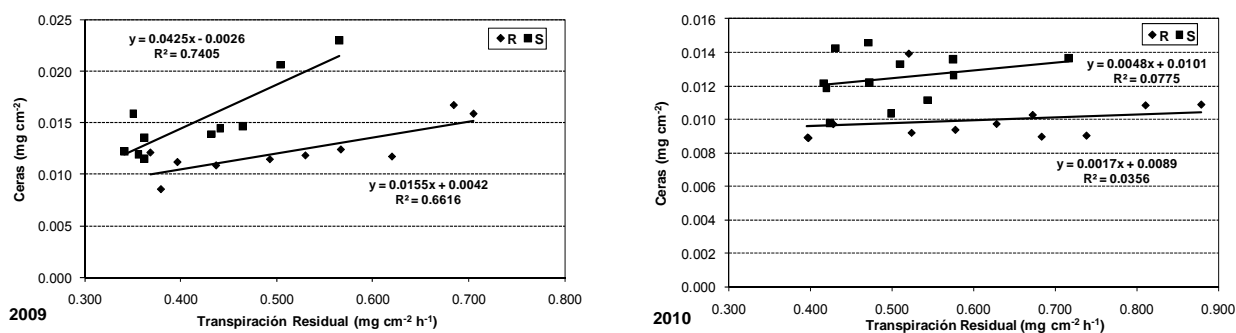 0.025
0.020
0.015
0.010
0.005
0.000
Ceras (mg cm-2)
y = 0.0425x - 0.0026
R² = 0.7405
R S
y = 0.0155x + 0.0042
R² = 0.6616
0.300 0.400 0.500 0.600 0.700 0.800
2009
Transpiración Residual (mg cm-2 h-1)
0.016
0.014
0.012
0.010
0.008
0.006
0.004
0.002
0.000
Ceras (mg cm-2)
R S
y = 0.0048x + 0.0101
R² = 0.0775
y = 0.0017x + 0.0089
R² = 0.0356
0.300 0.400 0.500 0.600 0.700 0.800 0.900
2010
Transpiración Residual (mg cm-2 h-1)